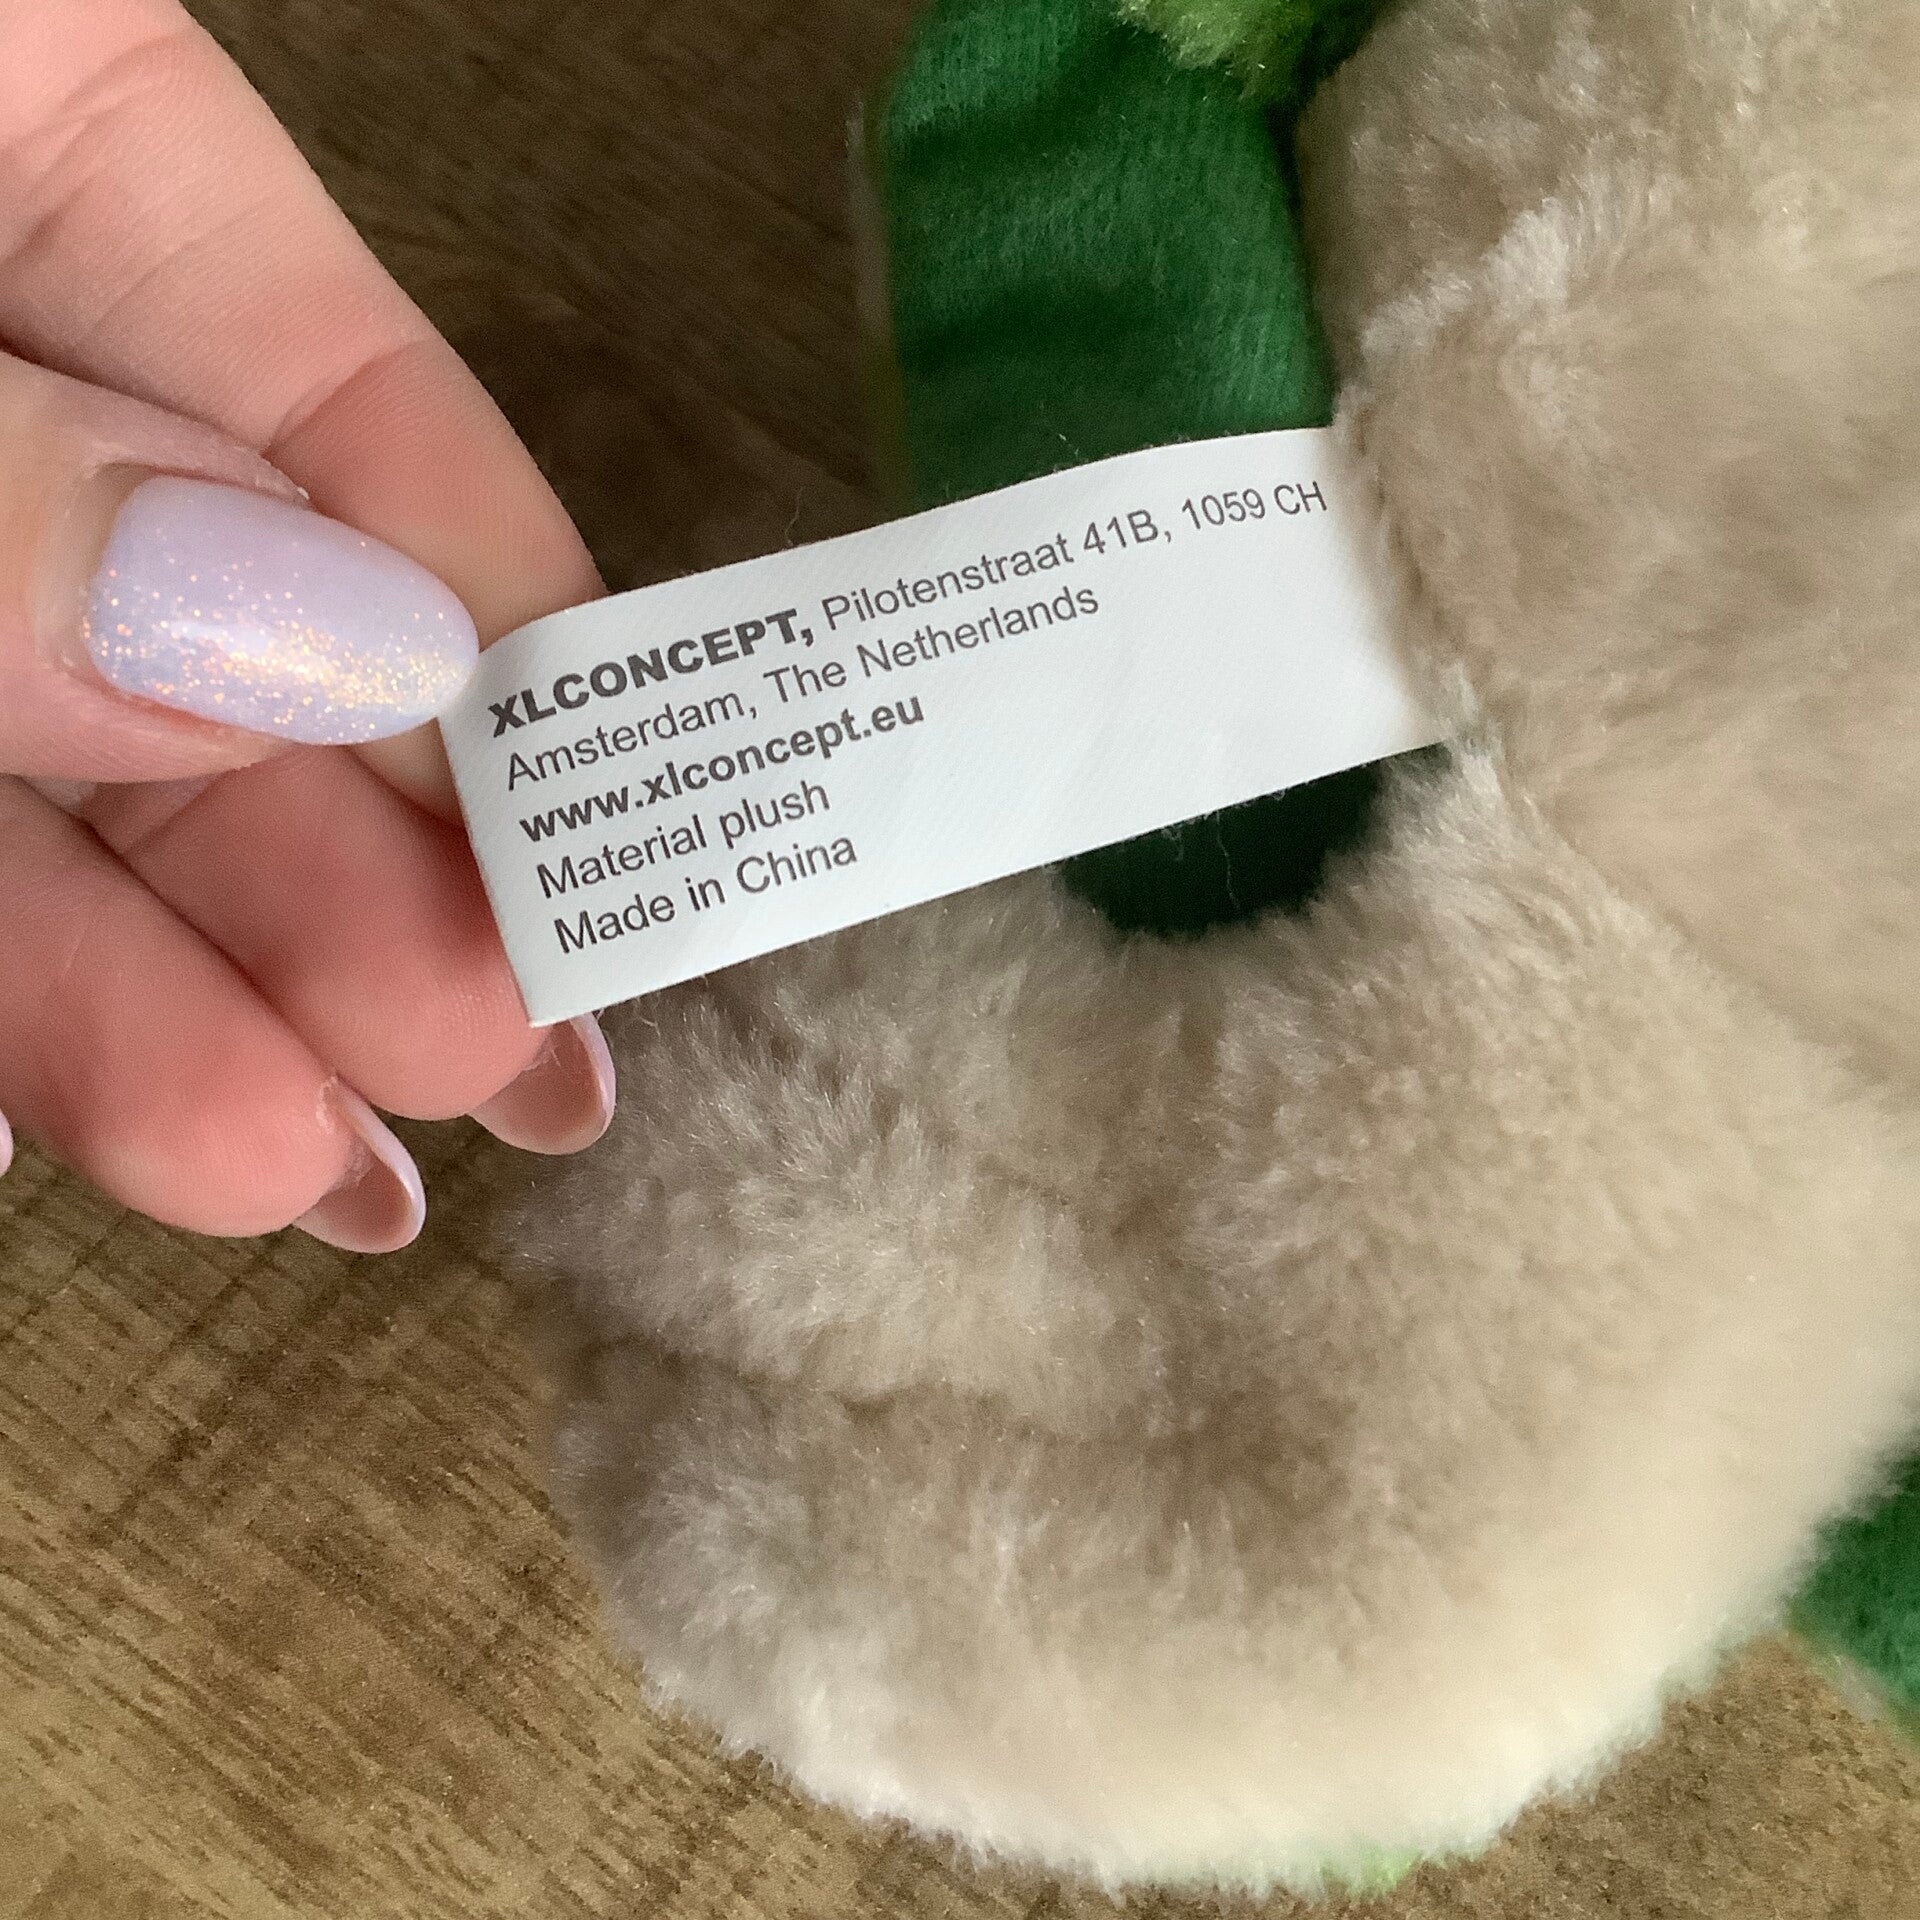 XLCONCEPT, Pilotenstraat 41B, 1059 CH
Amsterdam, The Netherlands
www.xlconcept.eu
Material plush
Made in China